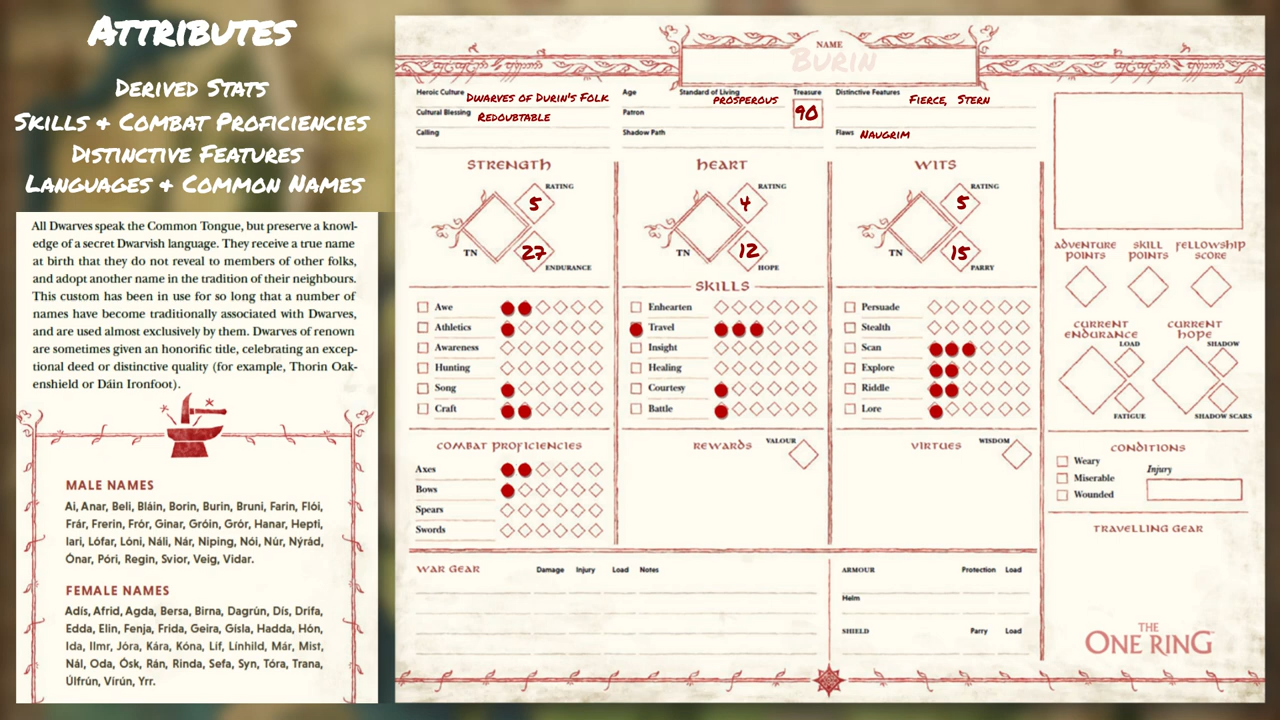 Attributes
Derived Stats
Skills & Combat Proficiencies
Distinctive Features
Languages & Common Names
All Dwarves speak the Common Tongue, but preserve a knowl-
edge of a secret Dwarvish language. They receive a true name
at birth that they do not reveal to members of other folks,
and adopt another name in the tradition of their neighbours.
This custom has been in use for so long that a number of
names have become traditionally associated with Dwarves,
and are used almost exclusively by them. Dwarves of renown
are sometimes given an honorific title, celebrating an excep-
tional deed or distinctive quality (for example, Thorin Oak-
enshield or Dáin Ironfoot).
MALE NAMES
Ai, Anar, Beli, Bláin, Borin, Burin, Bruni, Farin, Flói,
Frár, Frerin, Frór, Ginar, Gróin, Grór, Hanar, Hepti,
Iari, Lófar, Lóni, Náli, Nár, Niping, Nói, Núr, Nýrád,
Ónar, Póri, Regin, Svior, Veig, Vidar.
FEMALE NAMES
Adís, Afrid, Agda, Bersa, Birna, Dagrún, Dís, Drifa,
Edda, Elin, Fenja, Frida, Geira, Gísla, Hadda, Hón,
Ida, Ilmr, Jóra, Kára, Kóna, Líf, Línhild, Már, Mist,
Nál, Oda, Ósk, Rán, Rinda, Sefa, Syn, Tóra, Trana,
Úlfrún, Vírún, Yrr.
NAME
Burin
Heroic Culture Dwarves of Durin's Folk
Age
Standard of Living Prosperous
Treasure
90
Distinctive Features Fierce, Stern
Cultural Blessing Redoubtable
Patron
Calling
Shadow Path
Flaws Naugrim
STRENGTH
RATING
5
TN
27
ENDURANCE
HEART
RATING
4
TN
12
HOPE
WITS
RATING
5
TN
15
PARRY
SKILLS
Awe
Athletics
Awareness
Hunting
Song
Craft
Enhearten
Travel
Insight
Healing
Courtesy
Battle
Persuade
Stealth
Scan
Explore
Riddle
Lore
COMBAT PROFICIENCIES
Axes
Bows
Spears
Swords
REWARDS
VALOUR
VIRTUES
WISDOM
WAR GEAR Damage Injury Load Notes
ARMOUR Protection Load
Helm
SHIELD Parry Load
ADVENTURE POINTS
SKILL POINTS
FELLOWSHIP SCORE
CURRENT ENDURANCE
LOAD
FATIGUE
CURRENT HOPE
SHADOW
SHADOW SCARS
CONDITIONS
Weary
Miserable
Wounded
Injury
TRAVELLING GEAR
THE
ONE RING